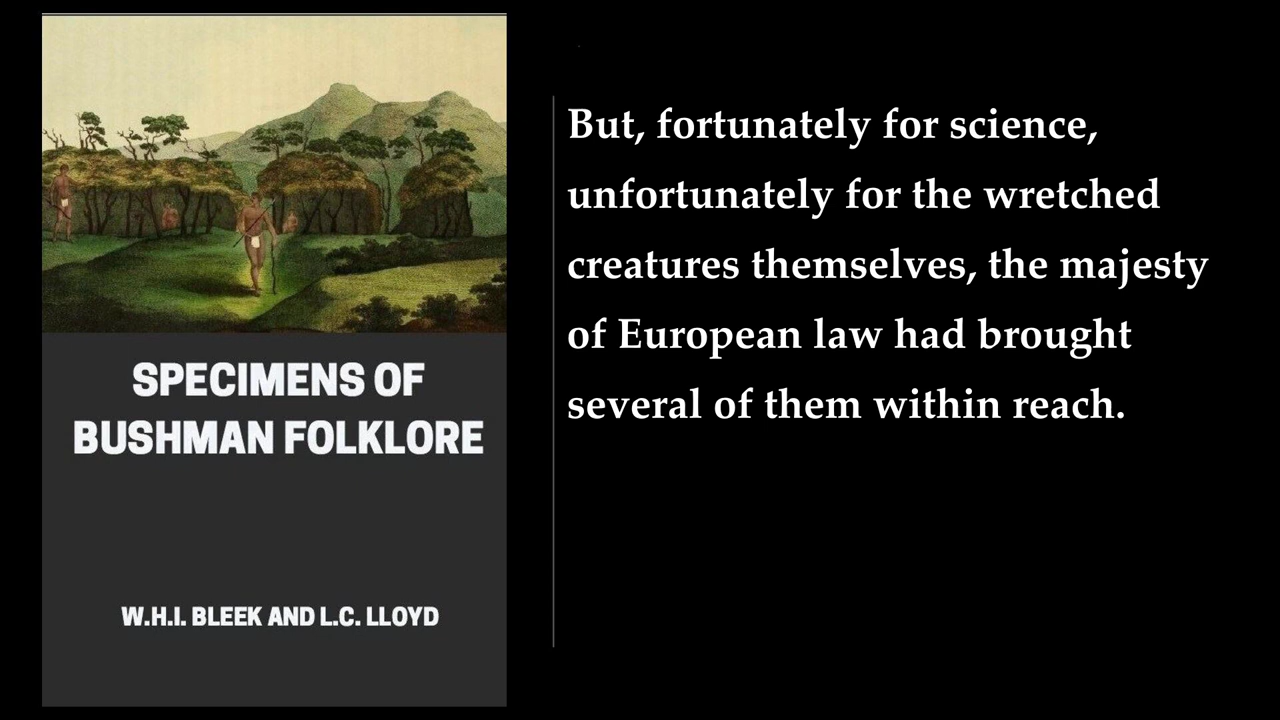 SPECIMENS OF
BUSHMAN FOLKLORE
W.H.I. BLEEK AND L.C. LLOYD
But, fortunately for science,
unfortunately for the wretched
creatures themselves, the majesty
of European law had brought
several of them within reach.